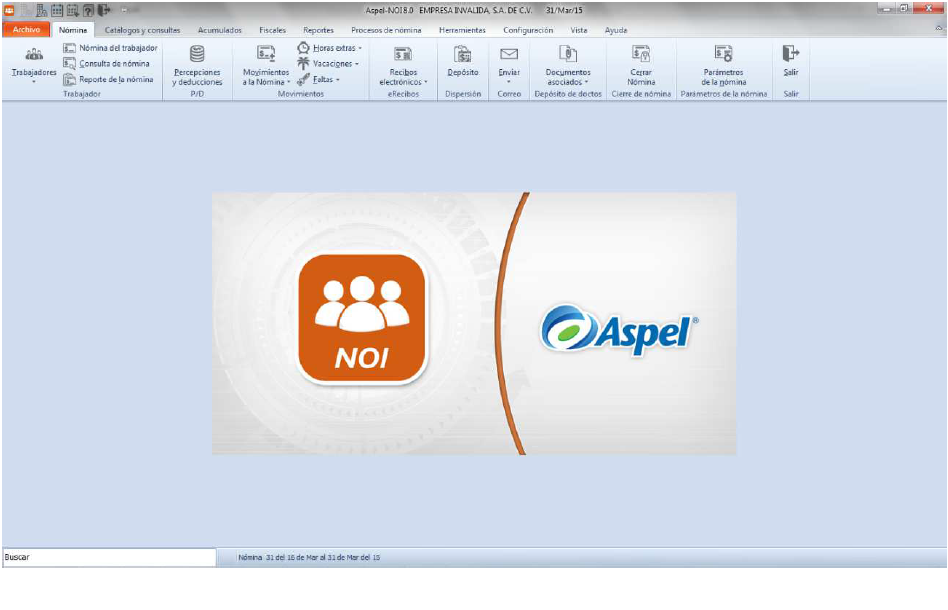 Aspel-NOI 8.0 EMPRESA INVALIDA, S.A. DE C.V. 31/Mar/15
Archivo Nómina Catálogos y consultas Acumulados Fiscales Reportes Procesos de nómina Herramientas Configuración Vista Ayuda
Trabajadores
Nómina del trabajador
Consulta de nómina
Reporte de la nómina
Trabajador
Percepciones
y deducciones
P/D
Movimientos
a la Nómina
Horas extras
Vacaciones
Faltas
Movimientos
Recibos
electrónicos
eRecibos
Depósito
Dispersión
Enviar
Correo
Documentos
asociados
Depósito de doctos
Cerrar
Nómina
Cierre de nómina
Parámetros
de la nómina
Parámetros de la nómina
Salir
Salir
NOI
Aspel®
Buscar
Nómina 31 del 16 de Mar al 31 de Mar del 15